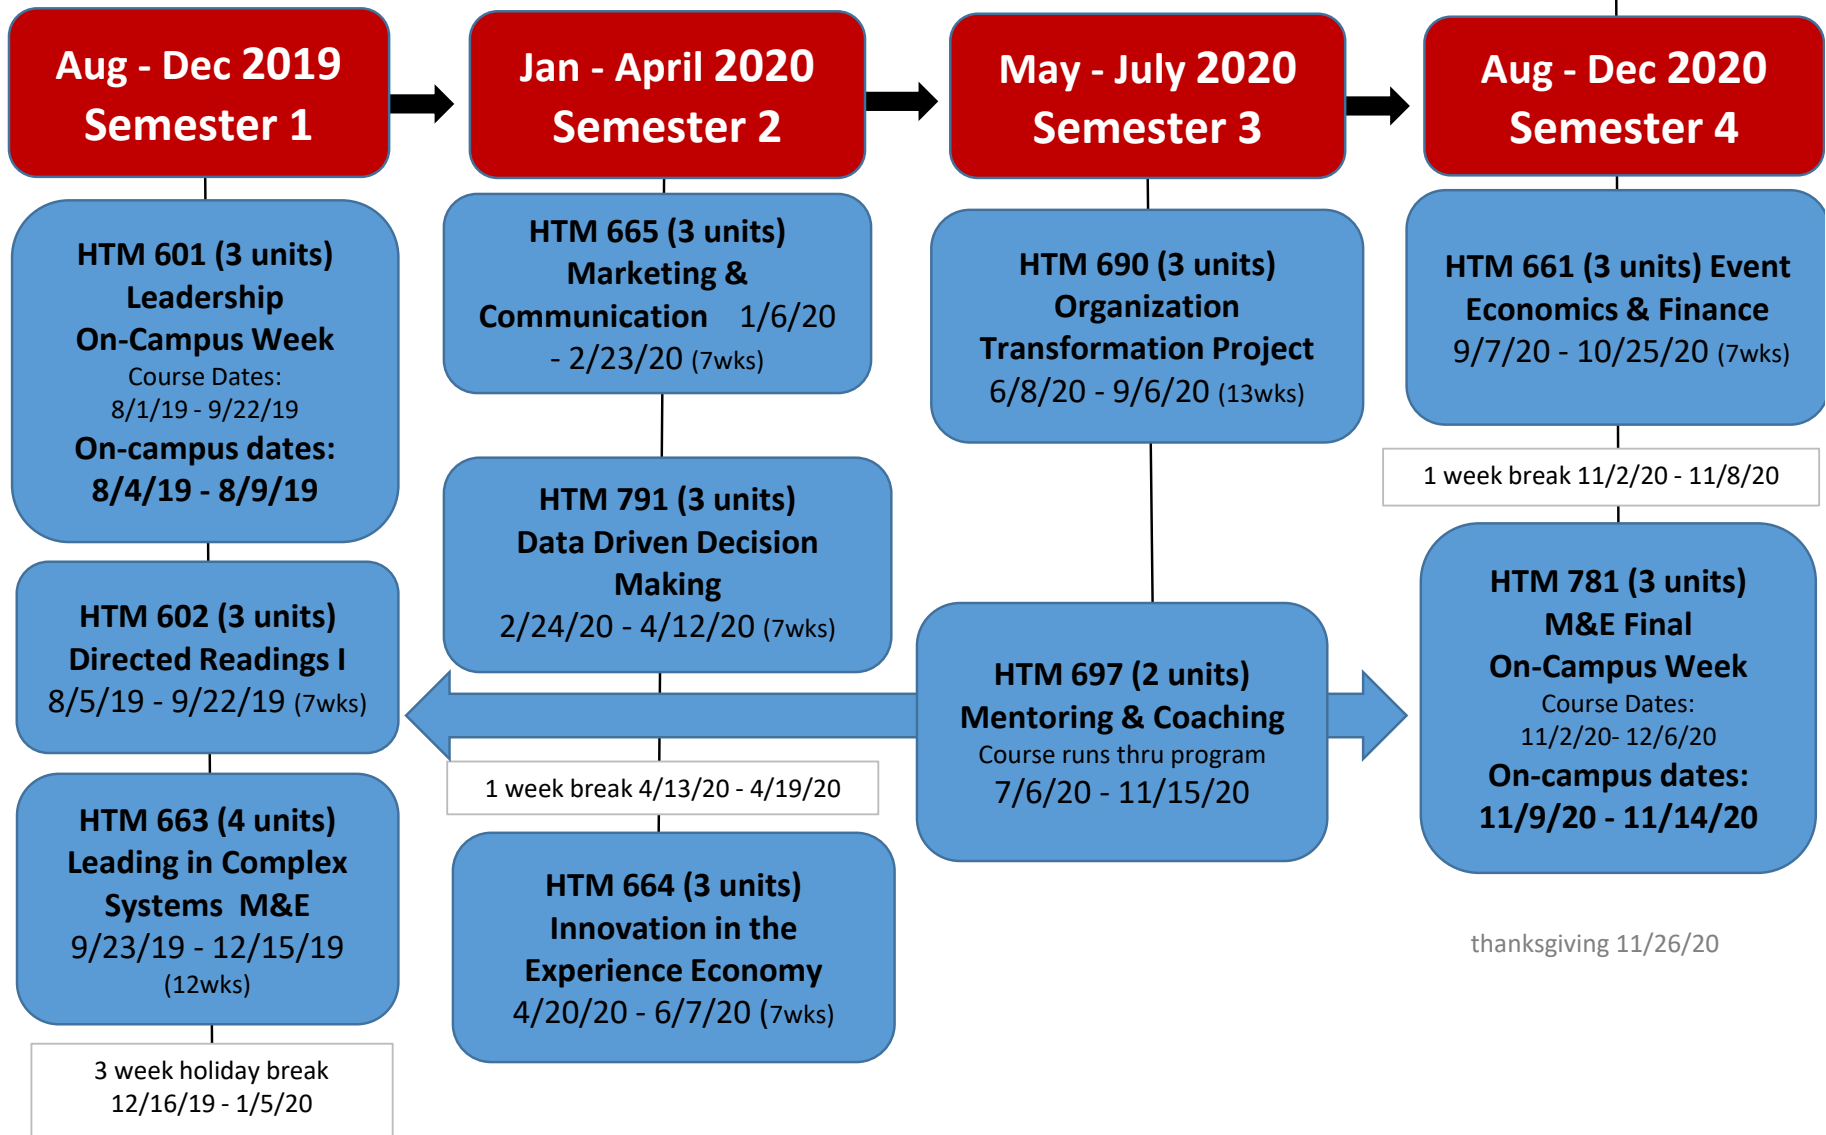 Aug - Dec 2019
Semester 1
HTM 601 (3 units)
Leadership
On-Campus Week
Course Dates:
8/1/19 - 9/22/19
On-campus dates:
8/4/19 - 8/9/19
HTM 602 (3 units)
Directed Readings I
8/5/19 - 9/22/19 (7wks)
HTM 663 (4 units)
Leading in Complex
Systems M&E
9/23/19 - 12/15/19
(12wks)
3 week holiday break
12/16/19 - 1/5/20
Jan - April 2020
Semester 2
HTM 665 (3 units)
Marketing &
Communication 1/6/20
- 2/23/20 (7wks)
HTM 791 (3 units)
Data Driven Decision
Making
2/24/20 - 4/12/20 (7wks)
1 week break 4/13/20 - 4/19/20
HTM 664 (3 units)
Innovation in the
Experience Economy
4/20/20 - 6/7/20 (7wks)
May - July 2020
Semester 3
HTM 690 (3 units)
Organization
Transformation Project
6/8/20 - 9/6/20 (13wks)
HTM 697 (2 units)
Mentoring & Coaching
Course runs thru program
7/6/20 - 11/15/20
Aug - Dec 2020
Semester 4
HTM 661 (3 units) Event
Economics & Finance
9/7/20 - 10/25/20 (7wks)
1 week break 11/2/20 - 11/8/20
HTM 781 (3 units)
M&E Final
On-Campus Week
Course Dates:
11/2/20- 12/6/20
On-campus dates:
11/9/20 - 11/14/20
thanksgiving 11/26/20